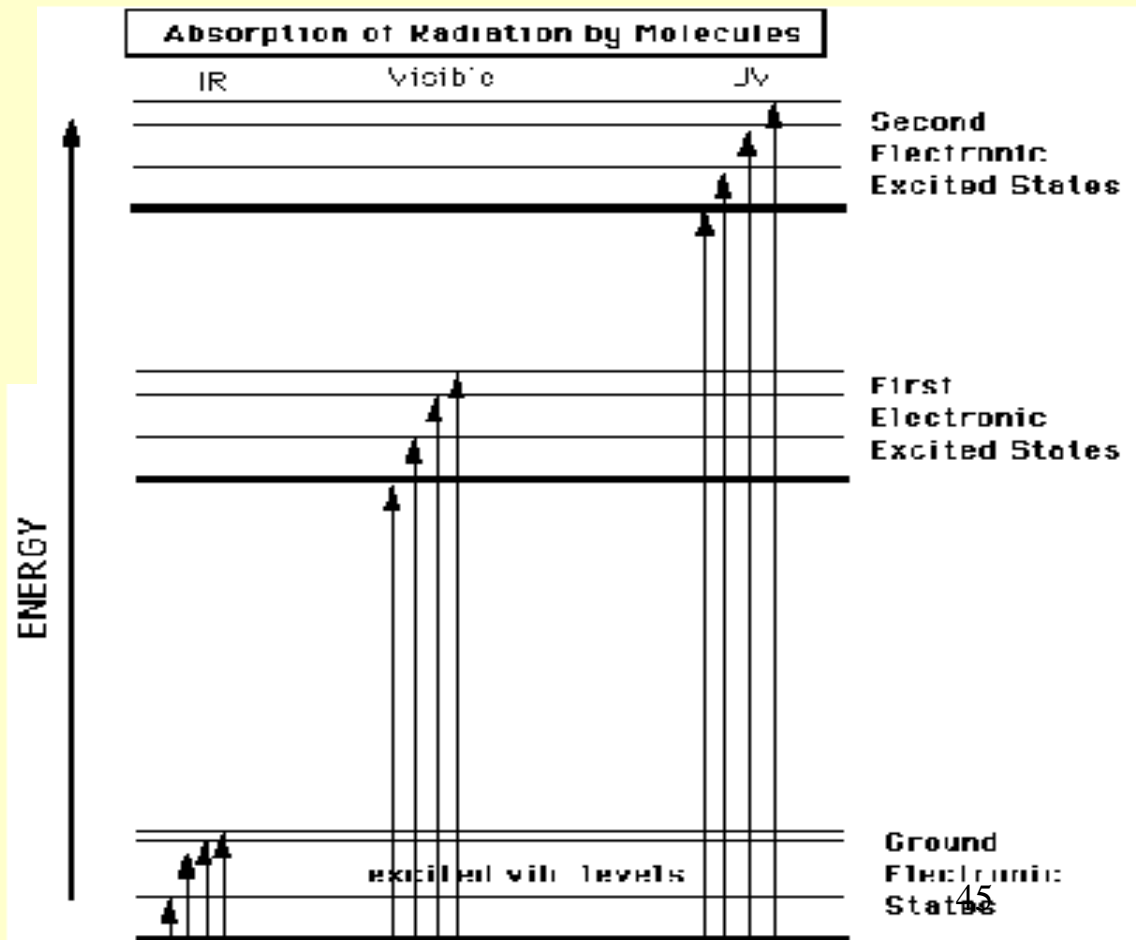 Absorption of Radiation by Molecules
IR Visible UV
Second
Electronic
Excited States
First
Electronic
Excited States
ENERGY
Ground
excited vib levels Electronic
States
45